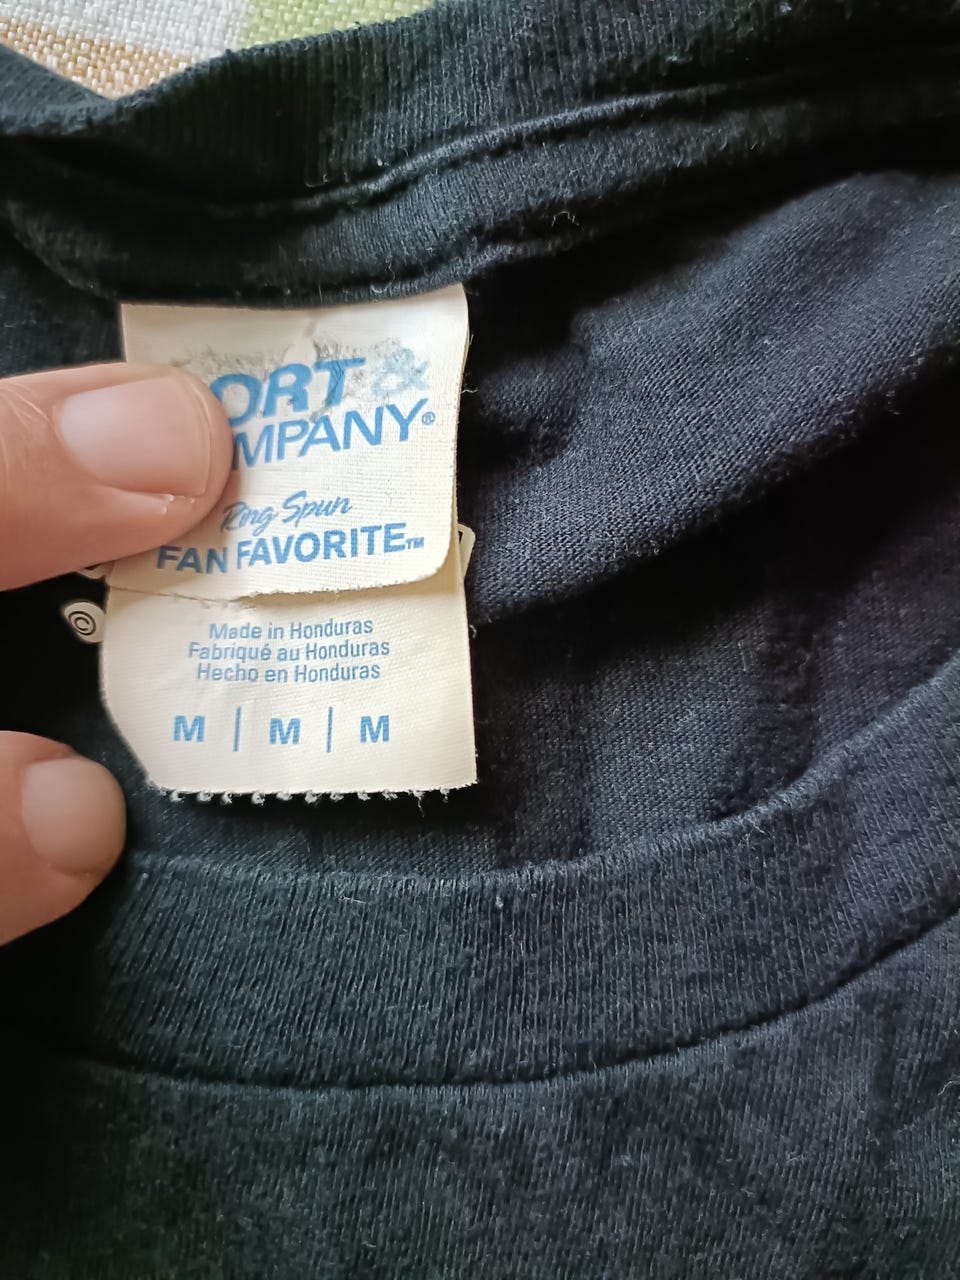 ORT &
MPANY®
Ring Spun
FAN FAVORITE™
©
Made in Honduras
Fabriqué au Honduras
Hecho en Honduras
M | M | M